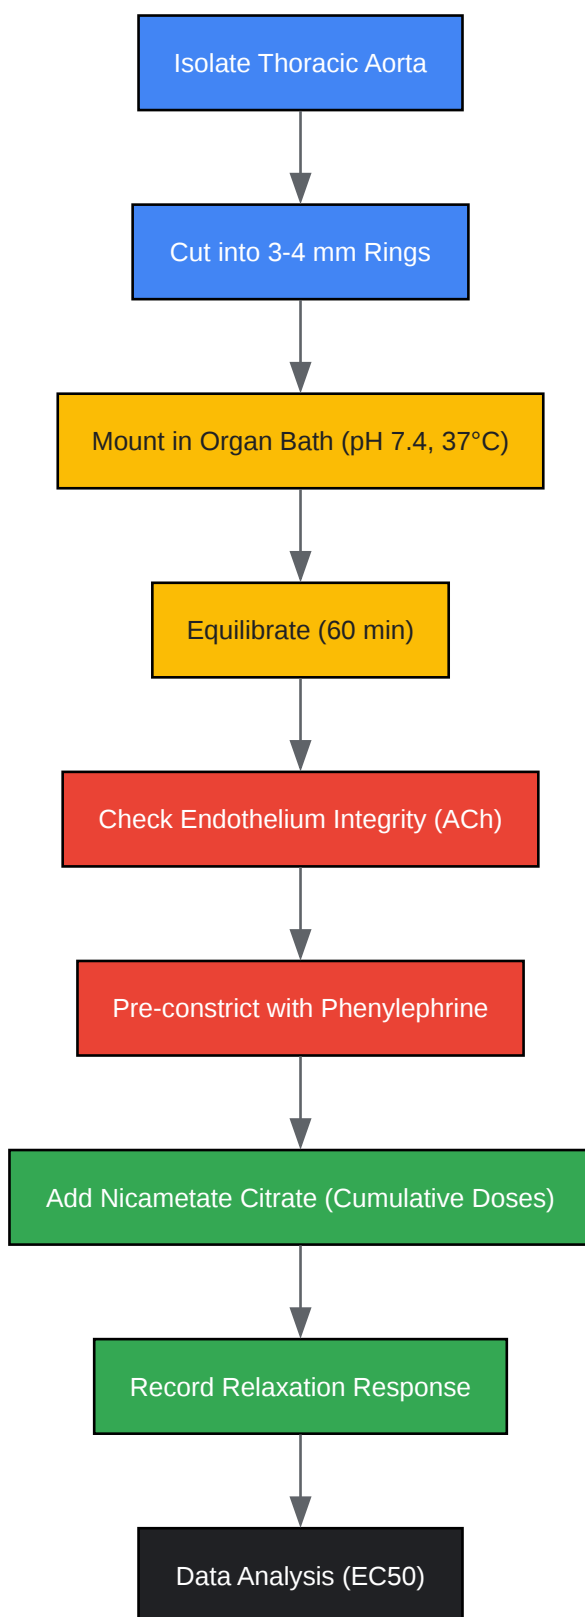 Isolate Thoracic Aorta
Cut into 3-4 mm Rings
Mount in Organ Bath (pH 7.4, 37°C)
Equilibrate (60 min)
Check Endothelium Integrity (ACh)
Pre-constrict with Phenylephrine
Add Nicametate Citrate (Cumulative Doses)
Record Relaxation Response
Data Analysis (EC50)